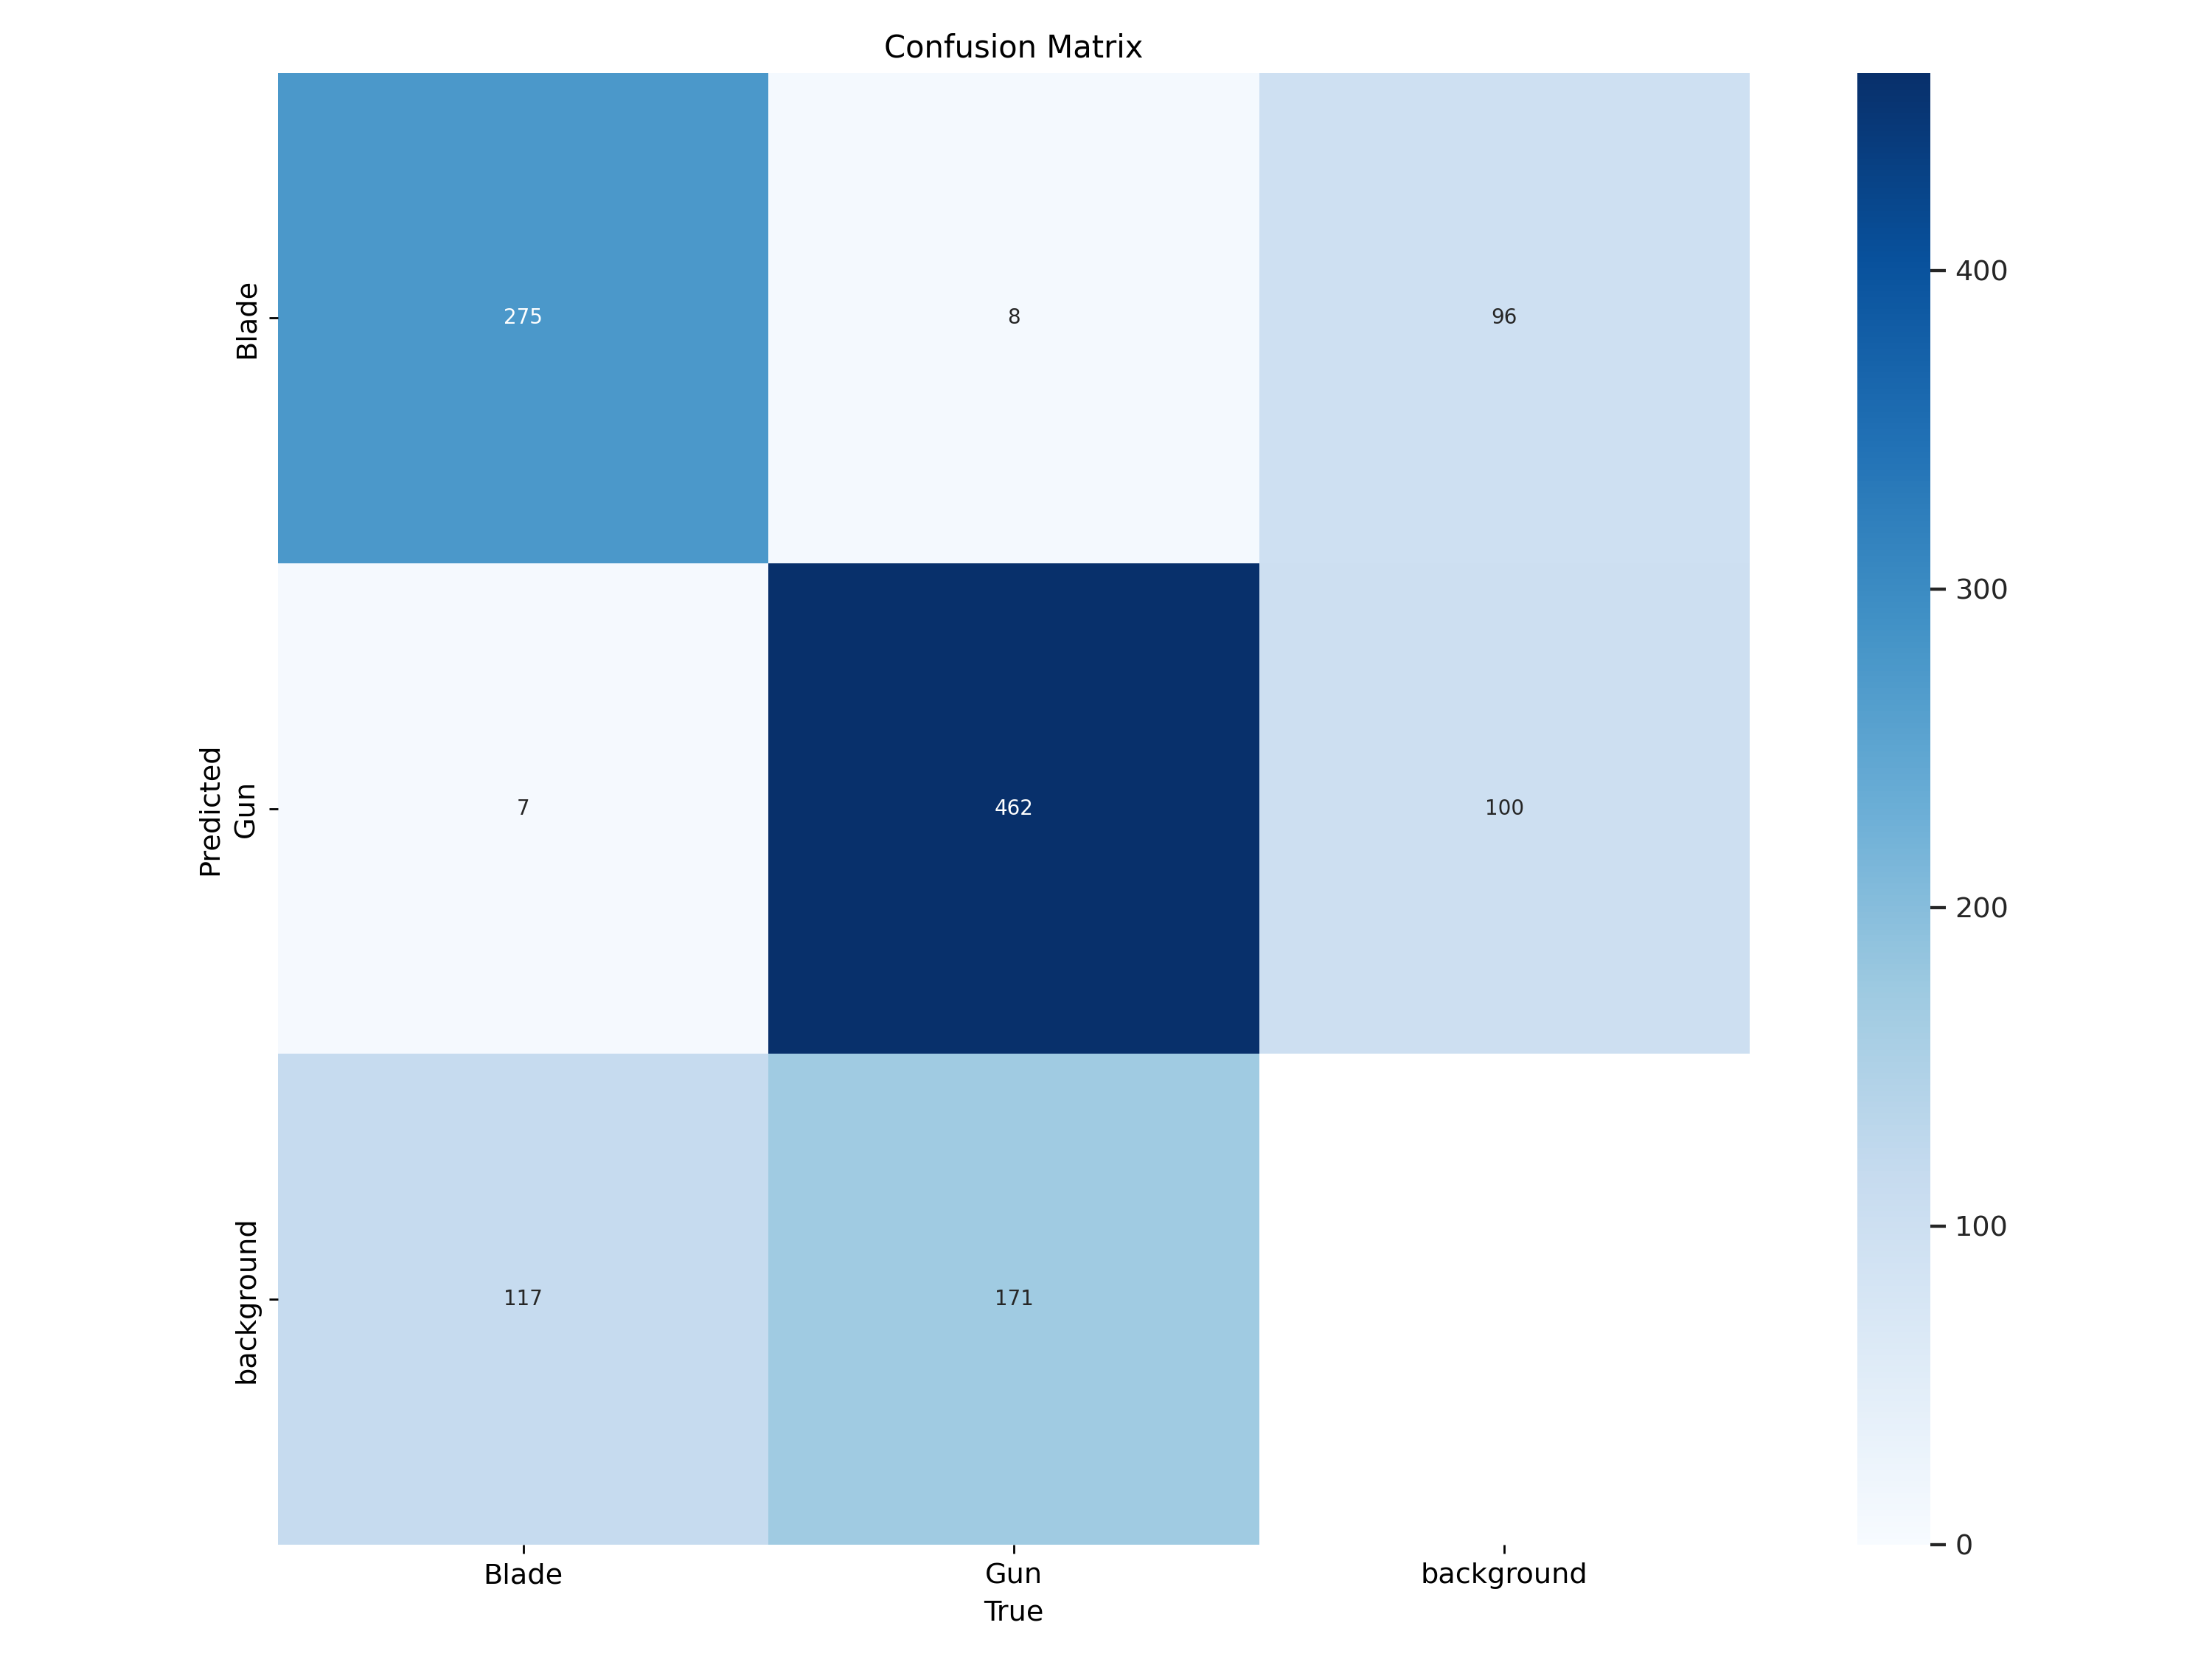 Confusion Matrix
Blade
275
8
96
400
300
Predicted
Gun
7
462
100
200
100
background
117
171
0
Blade
Gun
background
True